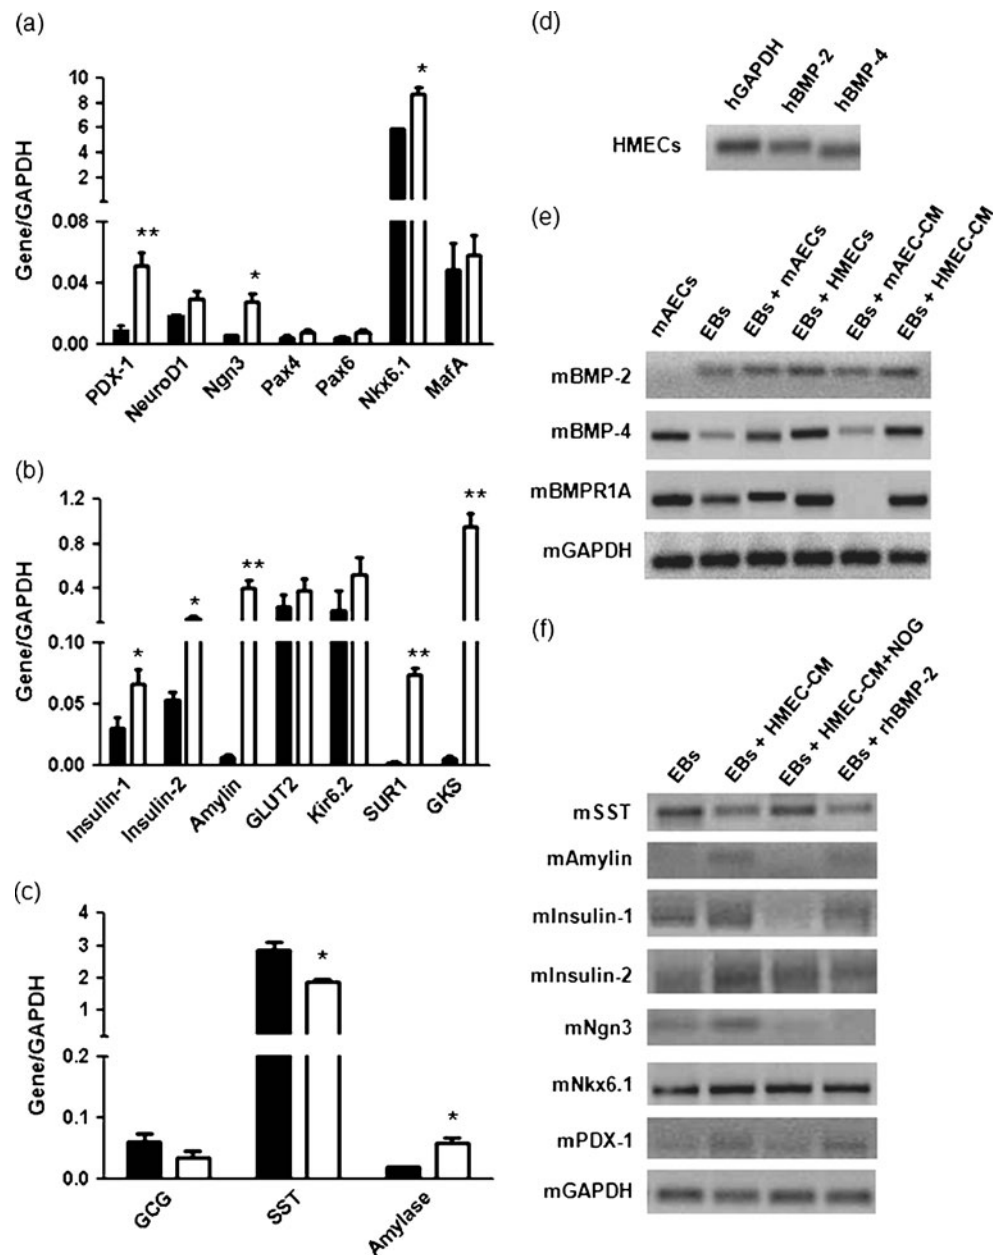 (a)
Gene/GAPDH
10
8
6
4
2
0.08
0.04
0.00
*
**
*
PDX-1
NeuroD1
Ngn3
Pax4
Pax6
Nkx6.1
MafA
(b)
Gene/GAPDH
1.2
0.8
0.4
0.10
0.05
0.00
**
**
*
*
**
Insulin-1
Insulin-2
Amylin
GLUT2
Kir6.2
SUR1
GKS
(c)
Gene/GAPDH
4
3
2
1
0.2
0.1
0.0
*
*
GCG
SST
Amylase
(d)
hGAPDH
hBMP-2
hBMP-4
HMECs
(e)
mAECs
EBs
EBs + mAECs
EBs + HMECs
EBs + mAEC-CM
EBs + HMEC-CM
mBMP-2
mBMP-4
mBMPR1A
mGAPDH
(f)
EBs
EBs + HMEC-CM
EBs + HMEC-CM+NOG
EBs + rhBMP-2
mSST
mAmylin
mInsulin-1
mInsulin-2
mNgn3
mNkx6.1
mPDX-1
mGAPDH